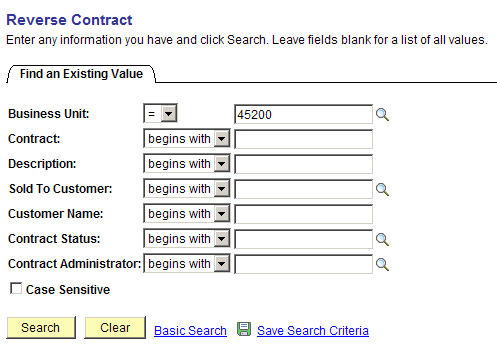 Reverse Contract
Enter any information you have and click Search. Leave fields blank for a list of all values.
Find an Existing Value
Business Unit: = 45200
Contract: begins with
Description: begins with
Sold To Customer: begins with
Customer Name: begins with
Contract Status: begins with
Contract Administrator: begins with
Case Sensitive
Search Clear Basic Search Save Search Criteria